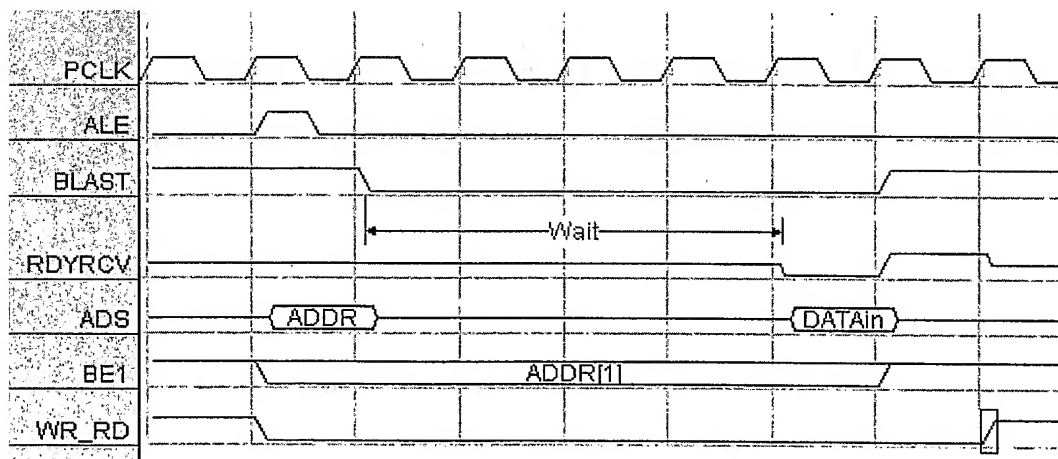 PCLK
ALE
BLAST
Wait
RDYRCV
ADS
ADDR
DATAin
BE1
ADDR[1]
WR_RD